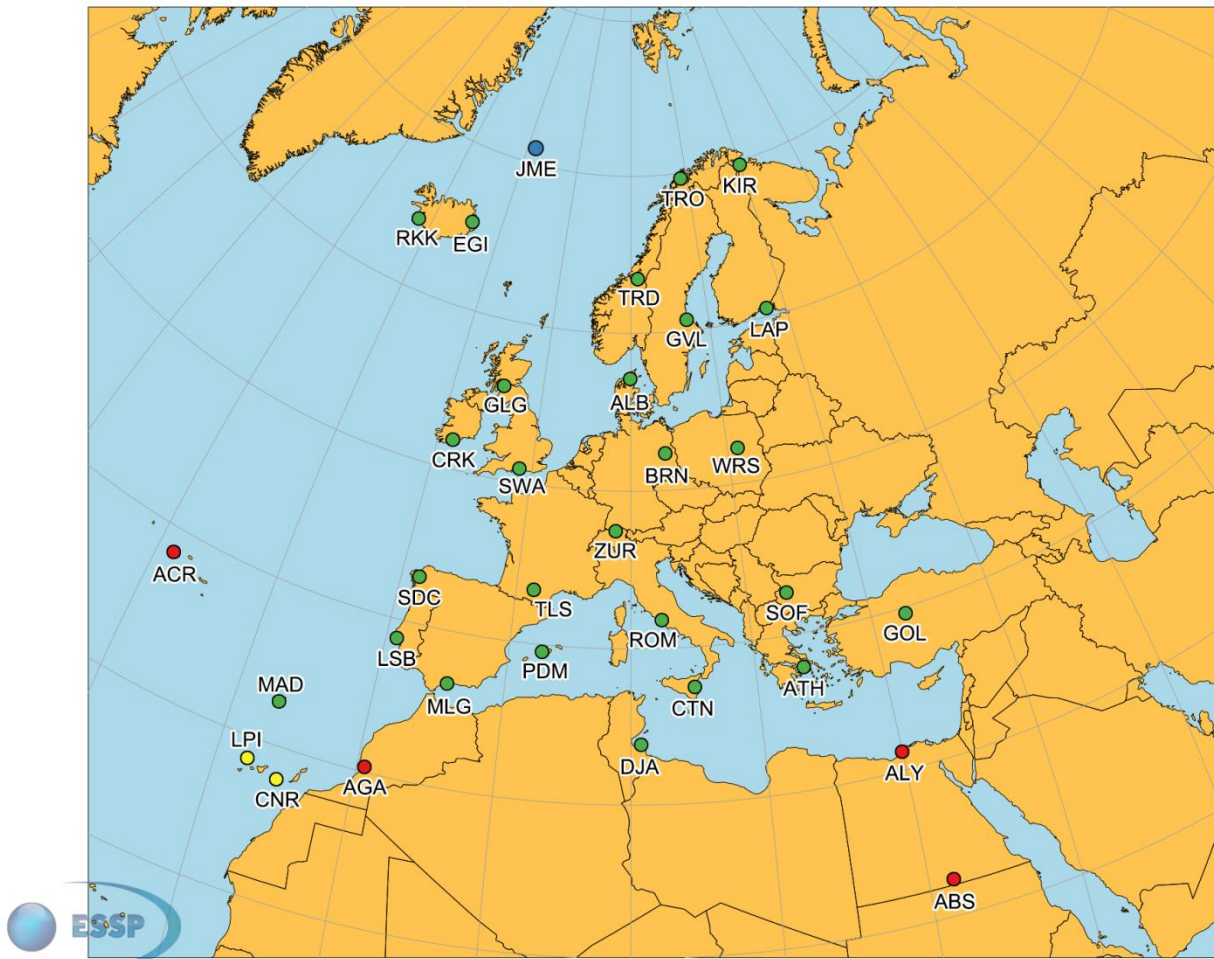 JME
TRO
KIR
RKK
EGI
TRD
GVL
LAP
GLG
ALB
CRK
SWA
BRN
WRS
ZUR
ACR
SDC
TLS
SOF
GOL
LSB
PDM
ROM
MAD
MLG
CTN
ATH
LPI
DJA
ALY
CNR
AGA
ABS
ESSP